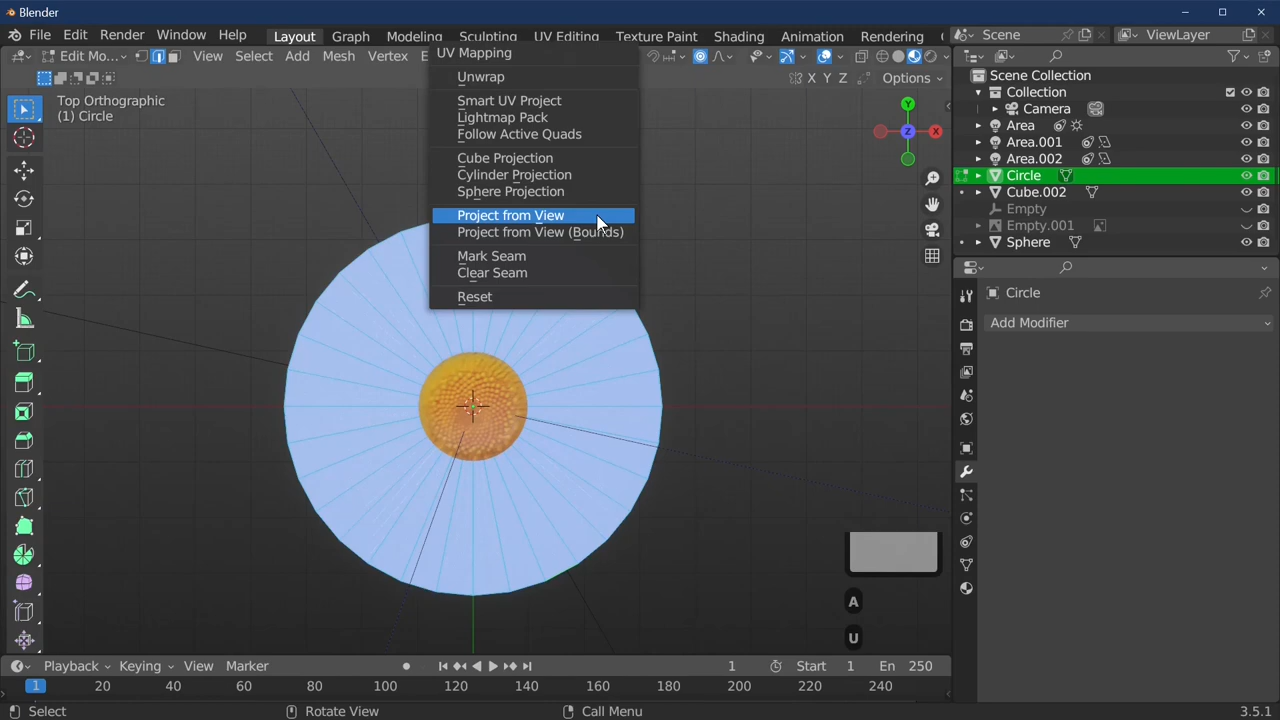 Blender
File Edit Render Window Help Layout Graph Modeling Sculpting UV Editing Texture Paint Shading Animation Rendering Scene ViewLayer
Edit Mo... View Select Add Mesh Vertex
X Y Z Options
Top Orthographic
(1) Circle
UV Mapping
Unwrap
Smart UV Project
Lightmap Pack
Follow Active Quads
Cube Projection
Cylinder Projection
Sphere Projection
Project from View
Project from View (Bounds)
Mark Seam
Clear Seam
Reset
Y
Z
X
A
U
Scene Collection
Collection
Camera
Area
Area.001
Area.002
Circle
Cube.002
Empty
Empty.001
Sphere
Circle
Add Modifier
Playback Keying View Marker 1 Start 1 En 250
1 20 40 60 80 100 120 140 160 180 200 220 240
Select Rotate View Call Menu 3.5.1